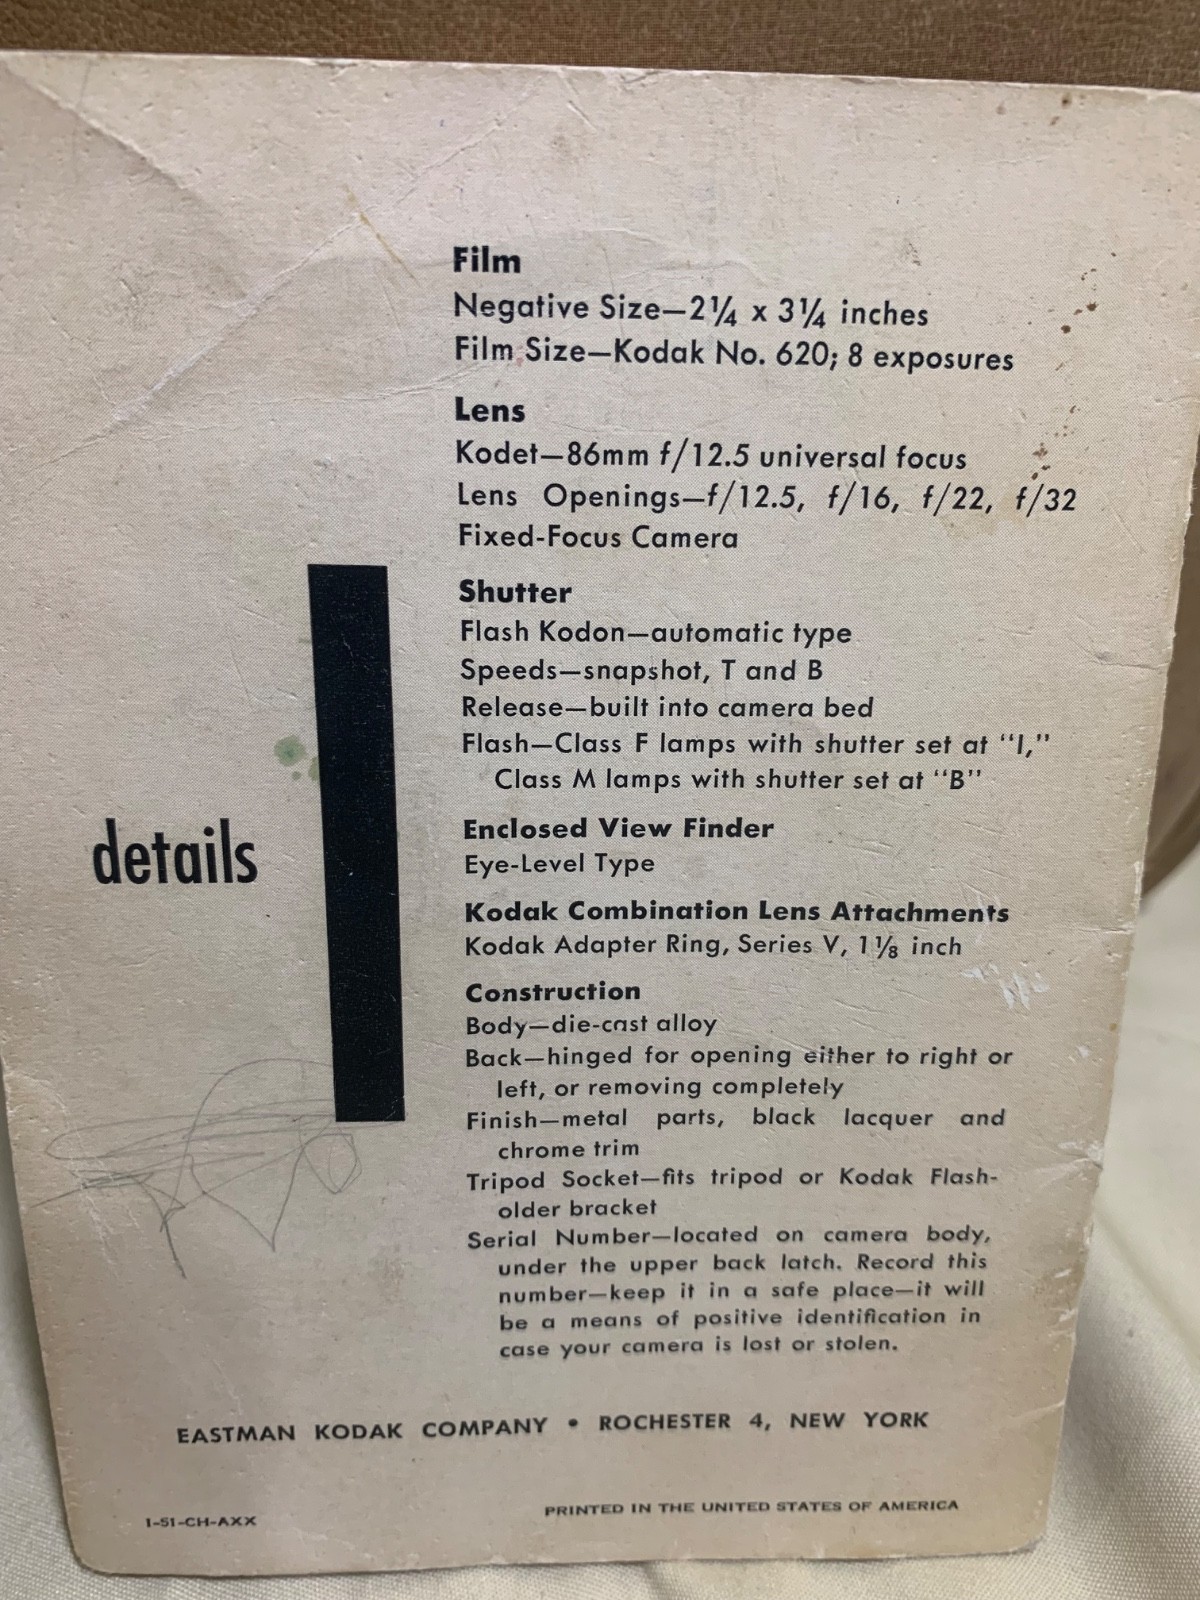 Film
Negative Size—2¼ x 3¼ inches
Film Size—Kodak No. 620; 8 exposures
Lens
Kodet—86mm f/12.5 universal focus
Lens Openings—f/12.5, f/16, f/22, f/32
Fixed-Focus Camera
Shutter
Flash Kodon—automatic type
Speeds—snapshot, T and B
Release—built into camera bed
Flash—Class F lamps with shutter set at “I,”
Class M lamps with shutter set at “B”
details
Enclosed View Finder
Eye-Level Type
Kodak Combination Lens Attachments
Kodak Adapter Ring, Series V, 1⅛ inch
Construction
Body—die-cast alloy
Back—hinged for opening either to right or
left, or removing completely
Finish—metal parts, black lacquer and
chrome trim
Tripod Socket—fits tripod or Kodak Flash-
older bracket
Serial Number—located on camera body,
under the upper back latch. Record this
number—keep it in a safe place—it will
be a means of positive identification in
case your camera is lost or stolen.
EASTMAN KODAK COMPANY • ROCHESTER 4, NEW YORK
PRINTED IN THE UNITED STATES OF AMERICA
1-51-CH-AXX